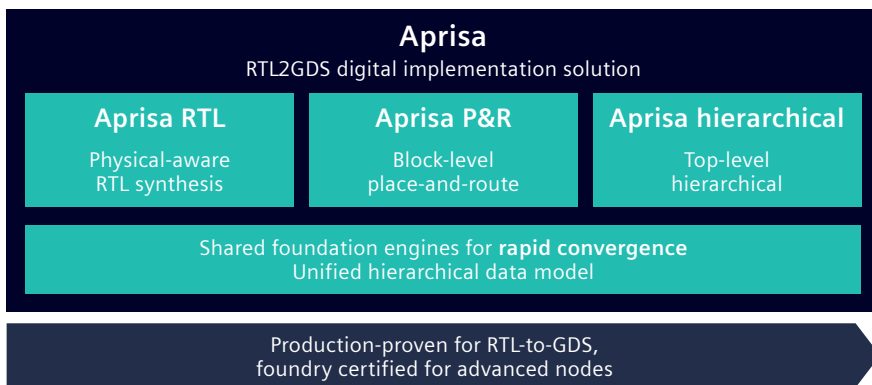 Aprisa
RTL2GDS digital implementation solution
Aprisa RTL
Physical-aware
RTL synthesis
Aprisa P&R
Block-level
place-and-route
Aprisa hierarchical
Top-level
hierarchical
Shared foundation engines for rapid convergence
Unified hierarchical data model
Production-proven for RTL-to-GDS,
foundry certified for advanced nodes